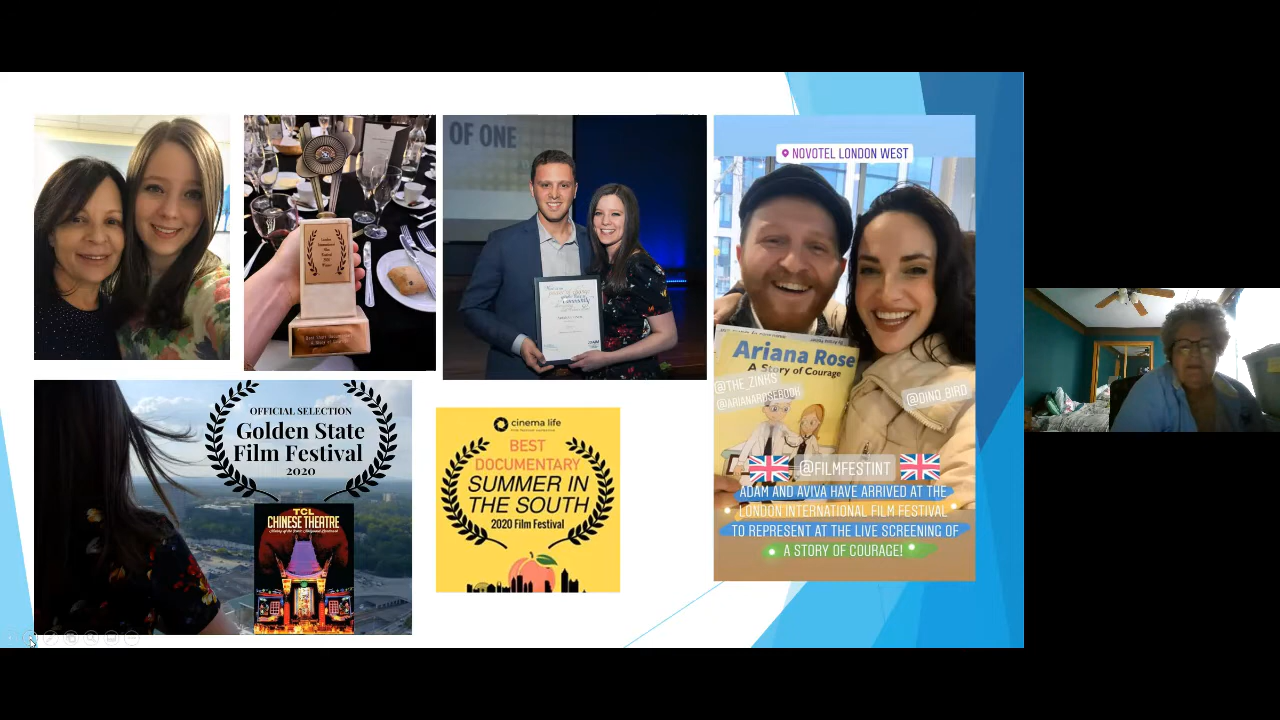 OF ONE
NOVOTEL LONDON WEST
Ariana Rose
A Story of Courage
@THE_ZINKS
@ARIANAROSEBOOK
@DINO_BIRD
@FILMFESTINT
ADAM AND AVIVA HAVE ARRIVED AT THE
LONDON INTERNATIONAL FILM FESTIVAL
TO REPRESENT AT THE LIVE SCREENING OF
A STORY OF COURAGE!
OFFICIAL SELECTION
Golden State
Film Festival
2020
TCL
CHINESE THEATRE
cinema life
BEST
DOCUMENTARY
SUMMER IN
THE SOUTH
2020 Film Festival